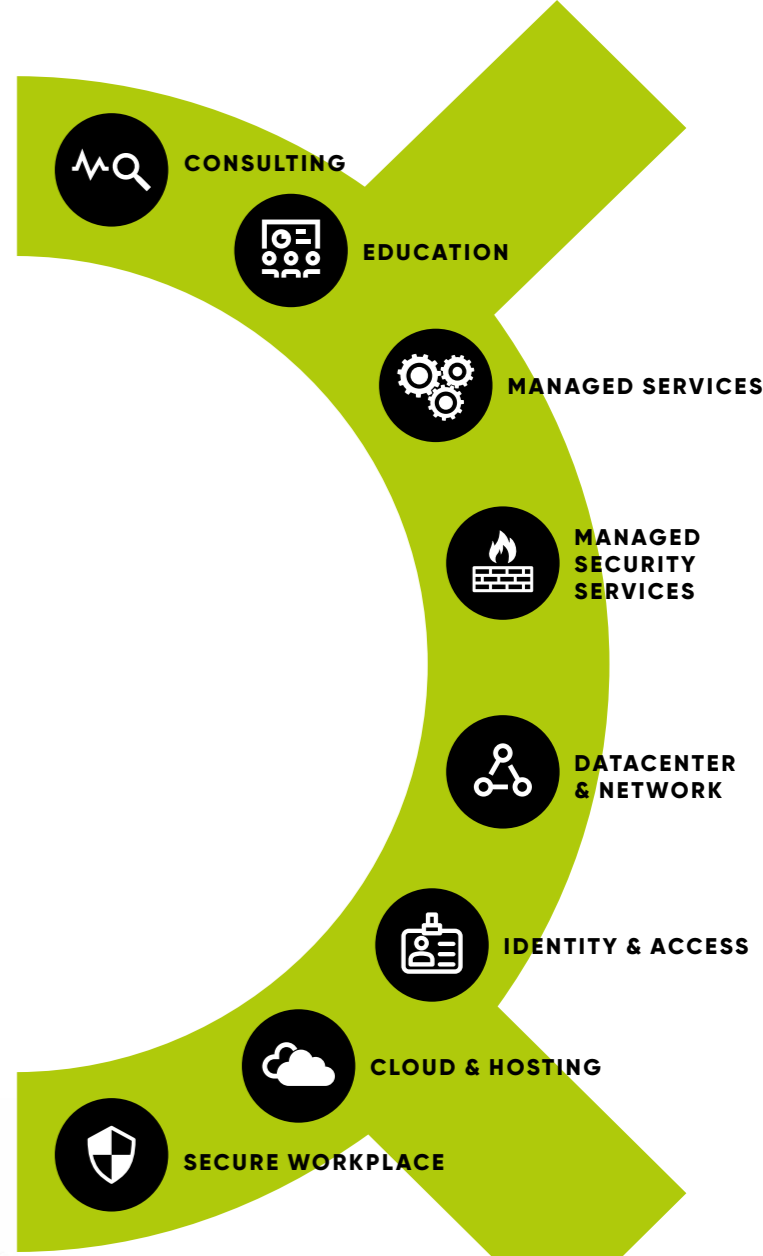 CONSULTING
EDUCATION
MANAGED SERVICES
MANAGED
SECURITY
SERVICES
DATACENTER
& NETWORK
IDENTITY & ACCESS
CLOUD & HOSTING
SECURE WORKPLACE